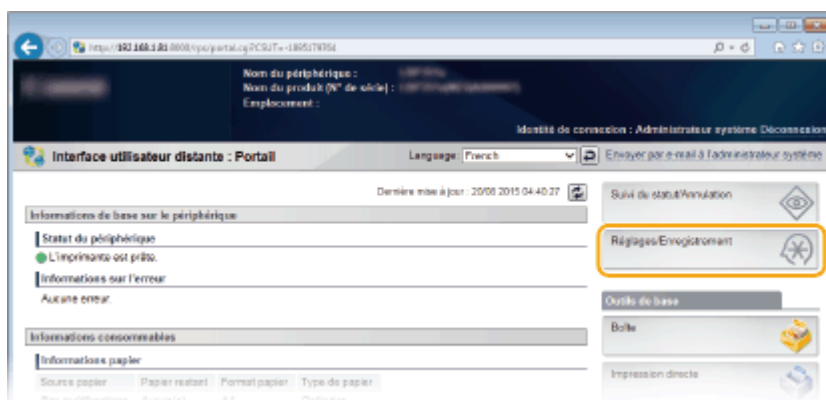 Nom du périphérique :
Nom du produit (N° de série) :
Emplacement :
Identité de connexion : Administrateur système Déconnexion
Interface utilisateur distante : Portail
Language: French
Envoyer par e-mail à l'administrateur système
Dernière mise à jour : 20/08 2015 04:40:27
Suivi du statut/Annulation
Informations de base sur le périphérique
Statut du périphérique
Réglages/Enregistrement
L'imprimante est prête.
Informations sur l'erreur
Aucune erreur.
Outils de base
Boîte
Informations consommables
Informations papier
Impression directe
Source papier Papier restant Format papier Type de papier